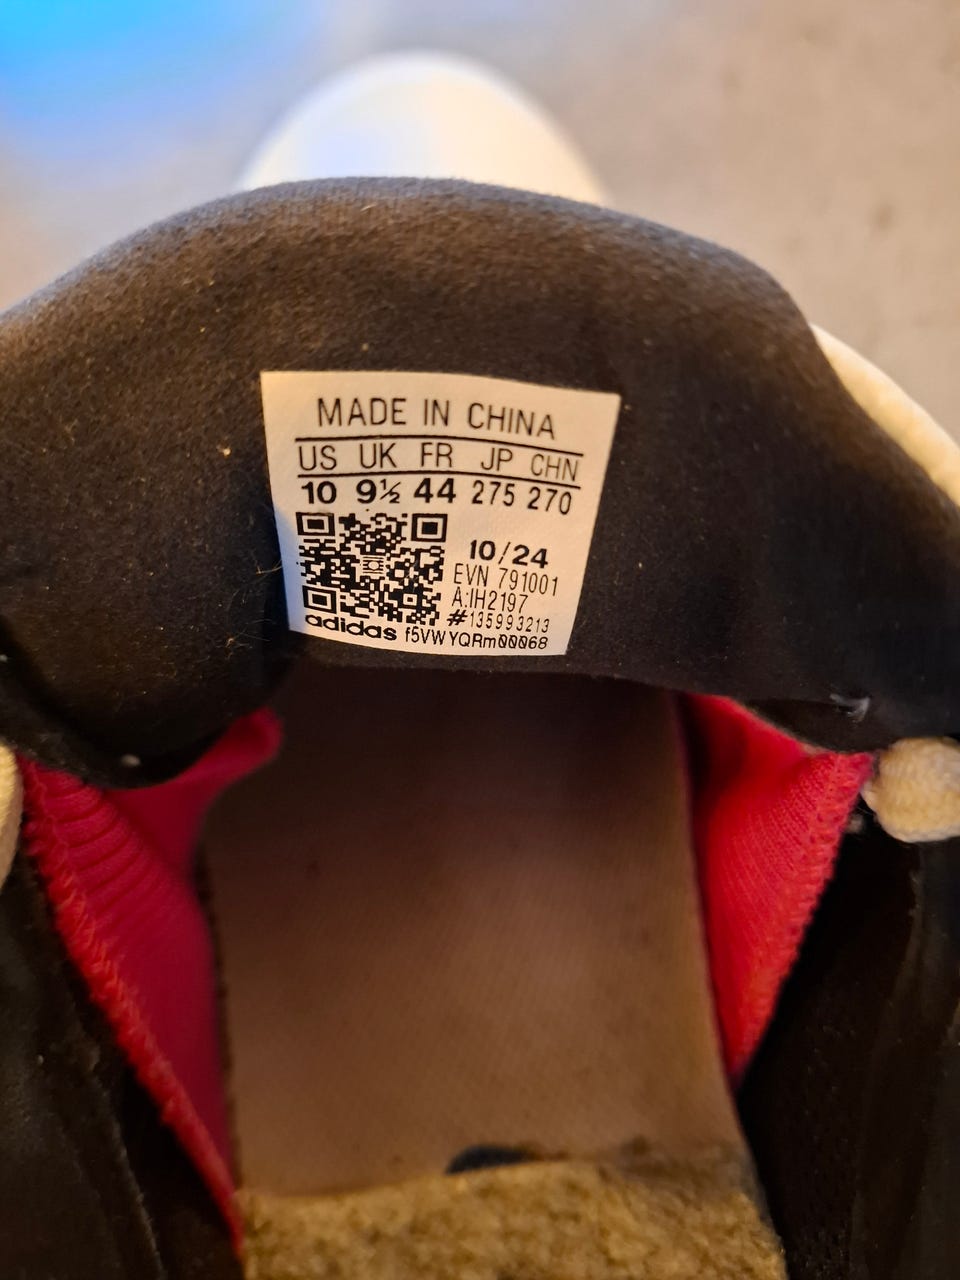 MADE IN CHINA
US UK FR JP CHN
10 9½ 44 275 270
10/24
EVN 791001
A:IH2197
#135993213
adidas f5VWYQRm00068